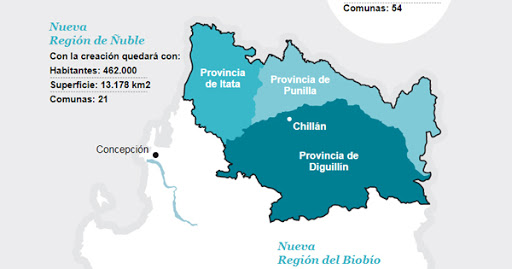 Comunas: 54
Nueva
Región de Ñuble
Con la creación quedará con:
Habitantes: 462.000
Superfície: 13.178 km2
Comunas: 21
Provincia
de Itata
Provincia de
Punilla
Chillán
Provincia de
Diguillín
Concepción
Nueva
Región del Biobío